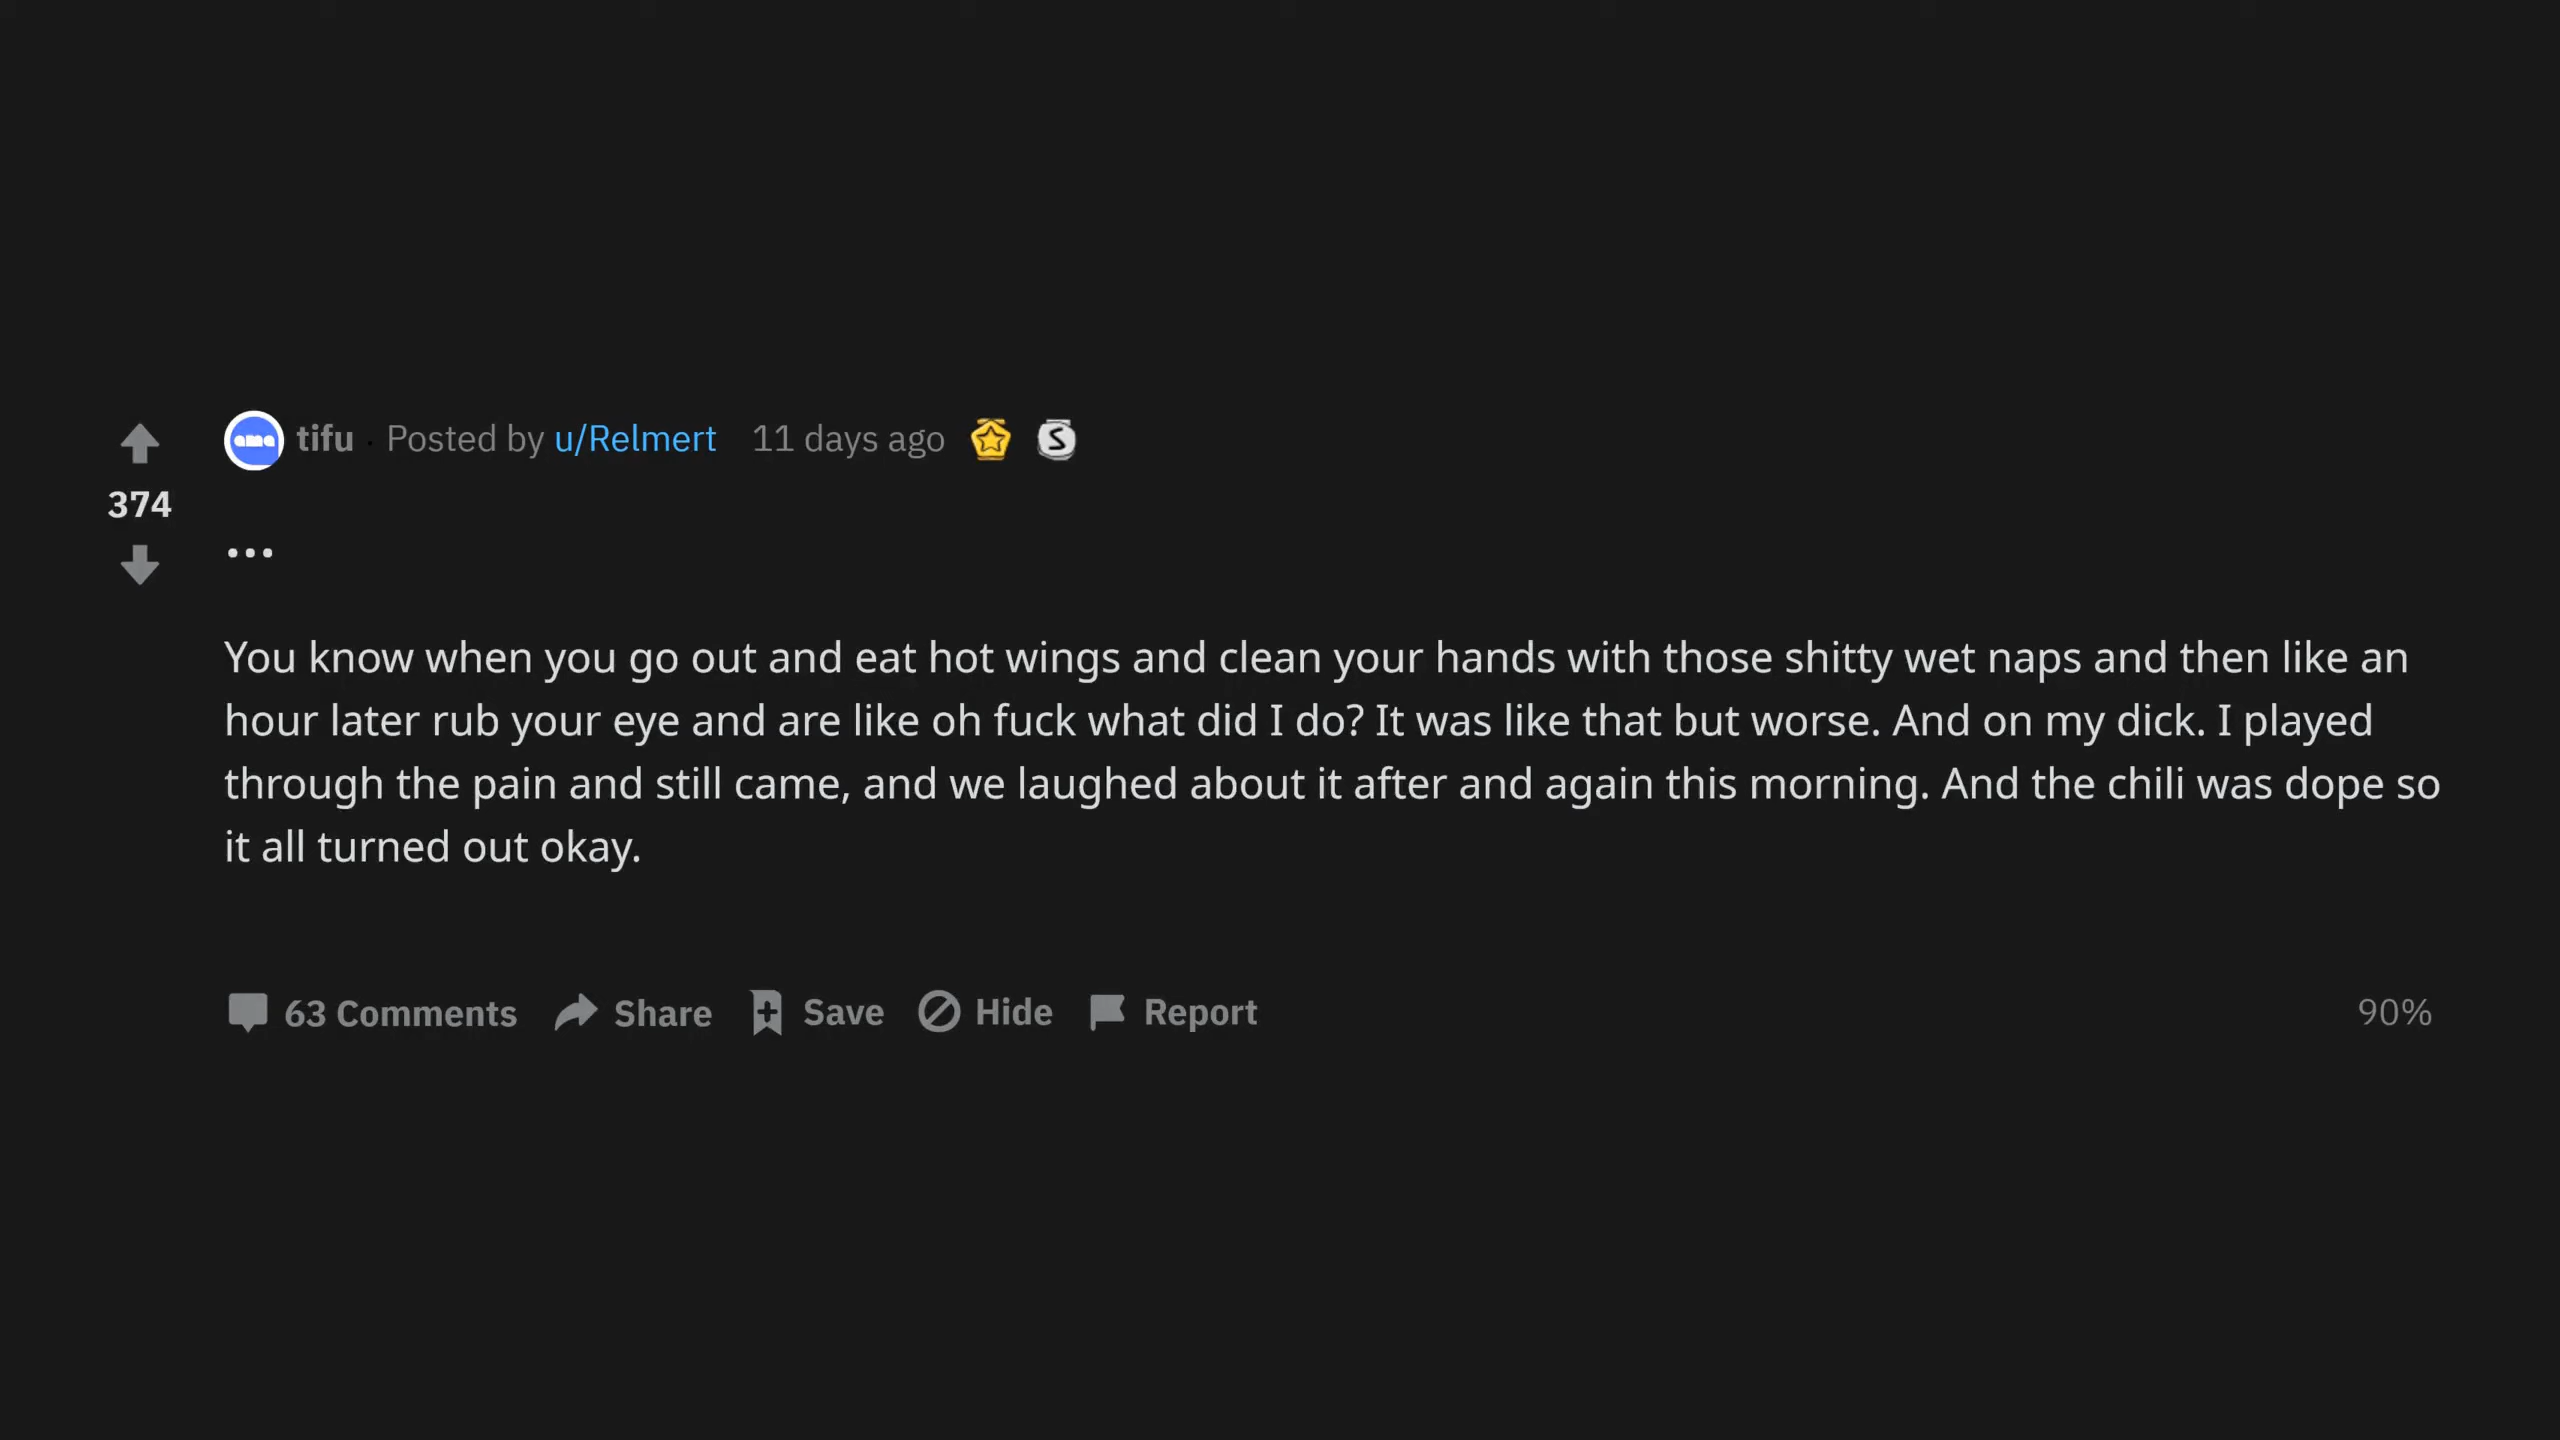 tifu · Posted by u/Relmert 11 days ago
374
...
You know when you go out and eat hot wings and clean your hands with those shitty wet naps and then like an
hour later rub your eye and are like oh fuck what did I do? It was like that but worse. And on my dick. I played
through the pain and still came, and we laughed about it after and again this morning. And the chili was dope so
it all turned out okay.
63 Comments Share Save Hide Report 90%